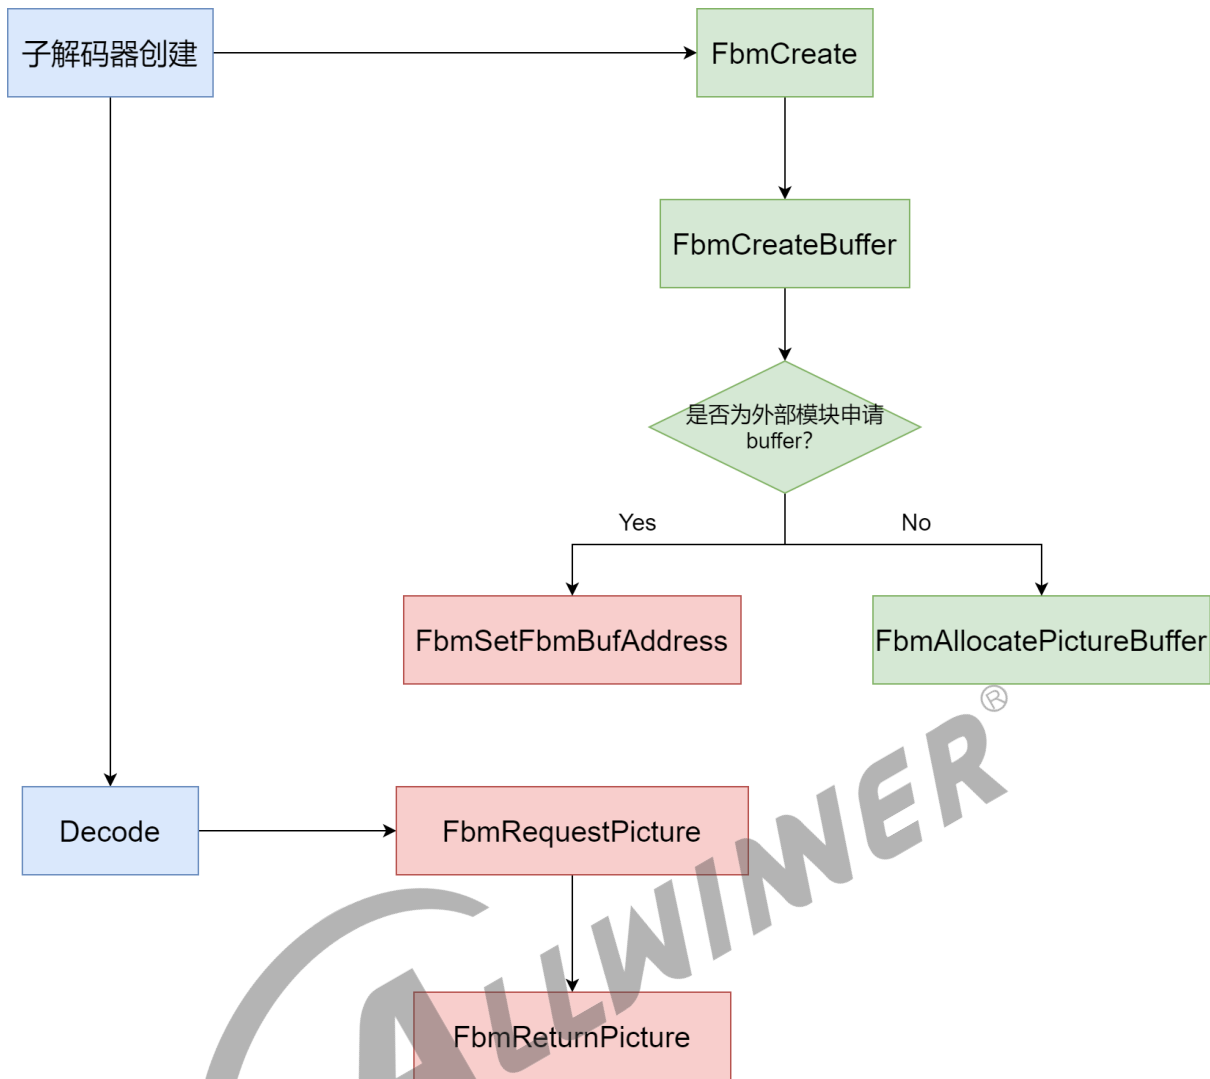 子解码器创建
FbmCreate
FbmCreateBuffer
是否为外部模块申请
buffer?
Yes
No
FbmSetFbmBufAddress
FbmAllocatePictureBuffer
Decode
FbmRequestPicture
FbmReturnPicture
ALLWINNER®